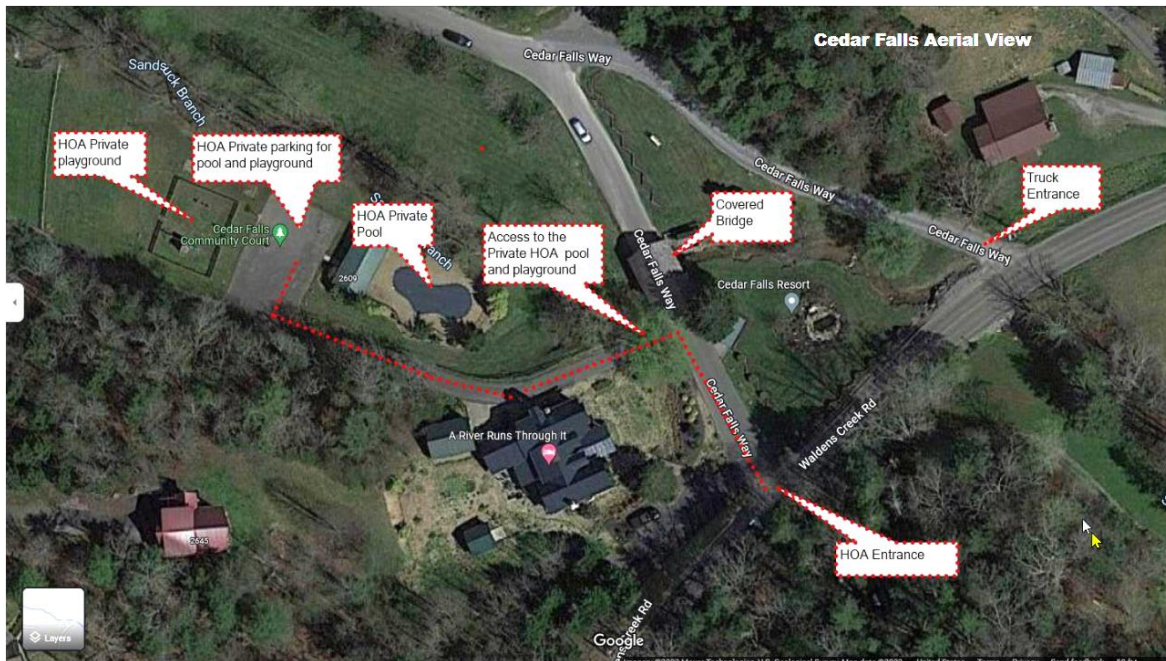 Cedar Falls Aerial View
Cedar Falls Way
Sandsuck Branch
HOA Private
playground
HOA Private parking for
pool and playground
Cedar Falls Way
Truck
Entrance
HOA Private
Pool
Covered
Bridge
Access to the
Private HOA pool
and playground
Cedar Falls
Community Court
Branch
Cedar Falls Way
Cedar Falls Way
2609
Cedar Falls Resort
Cedar Falls Way
Waldens Creek Rd
A River Runs Through It
2645
HOA Entrance
Creek Rd
Layers
Google